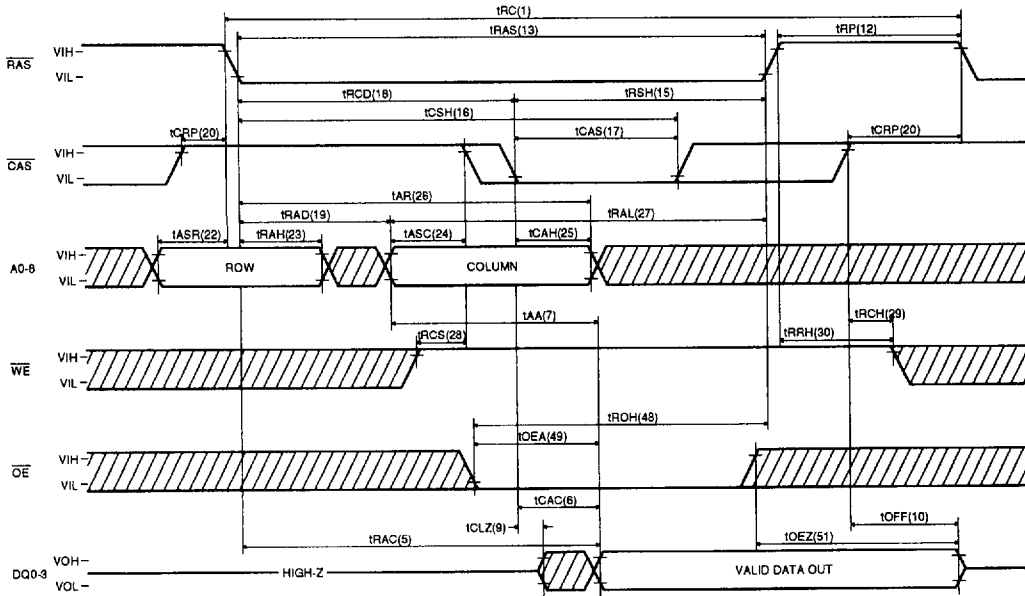 tRC(1)
tRAS(13)
tRP(12)
RAS
VIH
VIL
tRCD(18)
tRSH(15)
tCSH(16)
tCRP(20)
tCAS(17)
tCRP(20)
CAS
VIH
VIL
tAR(26)
tRAD(19)
tRAL(27)
tASR(22)
tRAH(23)
tASC(24)
tCAH(25)
A0-8
VIH
VIL
ROW
COLUMN
tAA(7)
tRCH(29)
tRCS(28)
tRRH(30)
WE
VIH
VIL
tROH(48)
tOEA(49)
OE
VIH
VIL
tCAC(6)
tCLZ(9)
tOFF(10)
tRAC(5)
tOEZ(51)
DQ0-3
VOH
VOL
HIGH-Z
VALID DATA OUT